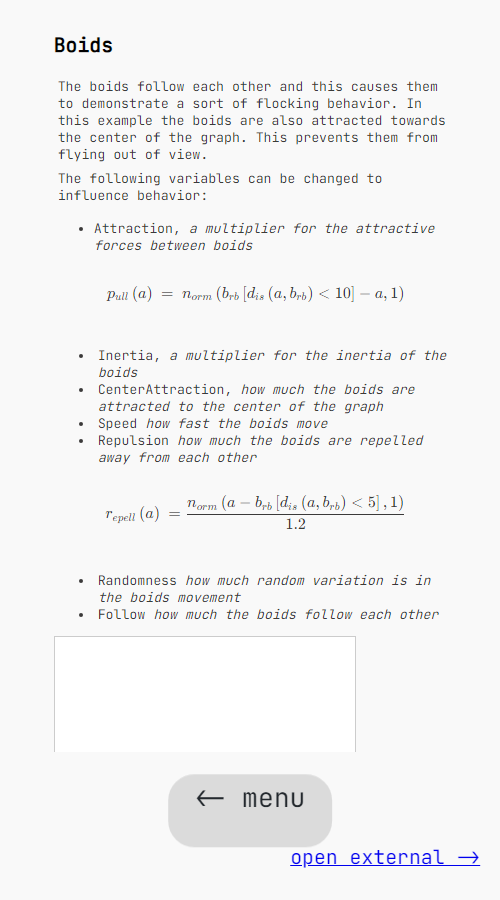 Boids
The boids follow each other and this causes them
to demonstrate a sort of flocking behavior. In
this example the boids are also attracted towards
the center of the graph. This prevents them from
flying out of view.
The following variables can be changed to
influence behavior:
• Attraction, a multiplier for the attractive
forces between boids
p_{ull} (a) = n_{orm} (b_{rb} [d_{is} (a, b_{rb}) < 10] − a, 1)
• Inertia, a multiplier for the inertia of the
boids
• CenterAttraction, how much the boids are
attracted to the center of the graph
• Speed how fast the boids move
• Repulsion how much the boids are repelled
away from each other
r_{epell} (a) = \frac{n_{orm} (a − b_{rb} [d_{is} (a, b_{rb}) < 5] , 1)}{1.2}
• Randomness how much random variation is in
the boids movement
• Follow how much the boids follow each other
← menu
open external →